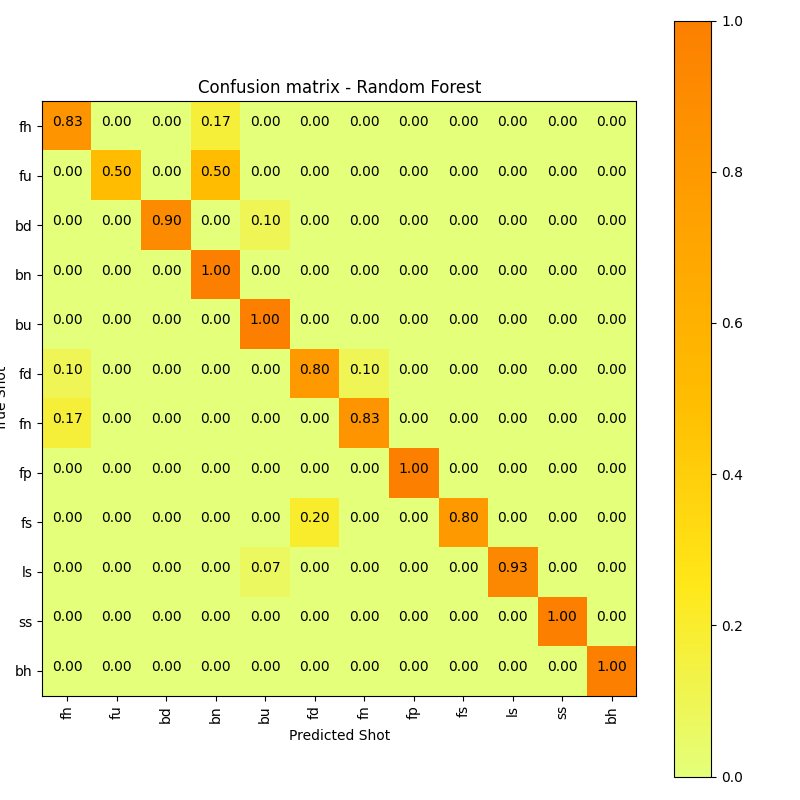 Confusion matrix - Random Forest
fh 0.83 0.00 0.00 0.17 0.00 0.00 0.00 0.00 0.00 0.00 0.00 0.00
fu 0.00 0.50 0.00 0.50 0.00 0.00 0.00 0.00 0.00 0.00 0.00 0.00
bd 0.00 0.00 0.90 0.00 0.10 0.00 0.00 0.00 0.00 0.00 0.00 0.00
bn 0.00 0.00 0.00 1.00 0.00 0.00 0.00 0.00 0.00 0.00 0.00 0.00
bu 0.00 0.00 0.00 0.00 1.00 0.00 0.00 0.00 0.00 0.00 0.00 0.00
fd 0.10 0.00 0.00 0.00 0.00 0.80 0.10 0.00 0.00 0.00 0.00 0.00
fn 0.17 0.00 0.00 0.00 0.00 0.00 0.83 0.00 0.00 0.00 0.00 0.00
fp 0.00 0.00 0.00 0.00 0.00 0.00 0.00 1.00 0.00 0.00 0.00 0.00
fs 0.00 0.00 0.00 0.00 0.00 0.20 0.00 0.00 0.80 0.00 0.00 0.00
ls 0.00 0.00 0.00 0.00 0.07 0.00 0.00 0.00 0.00 0.93 0.00 0.00
ss 0.00 0.00 0.00 0.00 0.00 0.00 0.00 0.00 0.00 0.00 1.00 0.00
bh 0.00 0.00 0.00 0.00 0.00 0.00 0.00 0.00 0.00 0.00 0.00 1.00
fh fu bd bn bu fd fn fp fs ls ss bh
Predicted Shot
True Shot
1.0
0.8
0.6
0.4
0.2
0.0